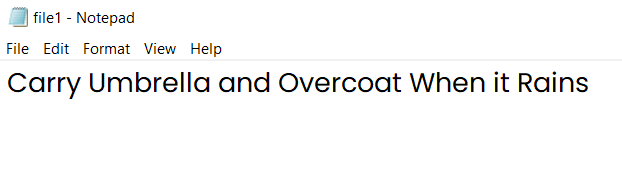 file1 - Notepad
File Edit Format View Help
Carry Umbrella and Overcoat When it Rains